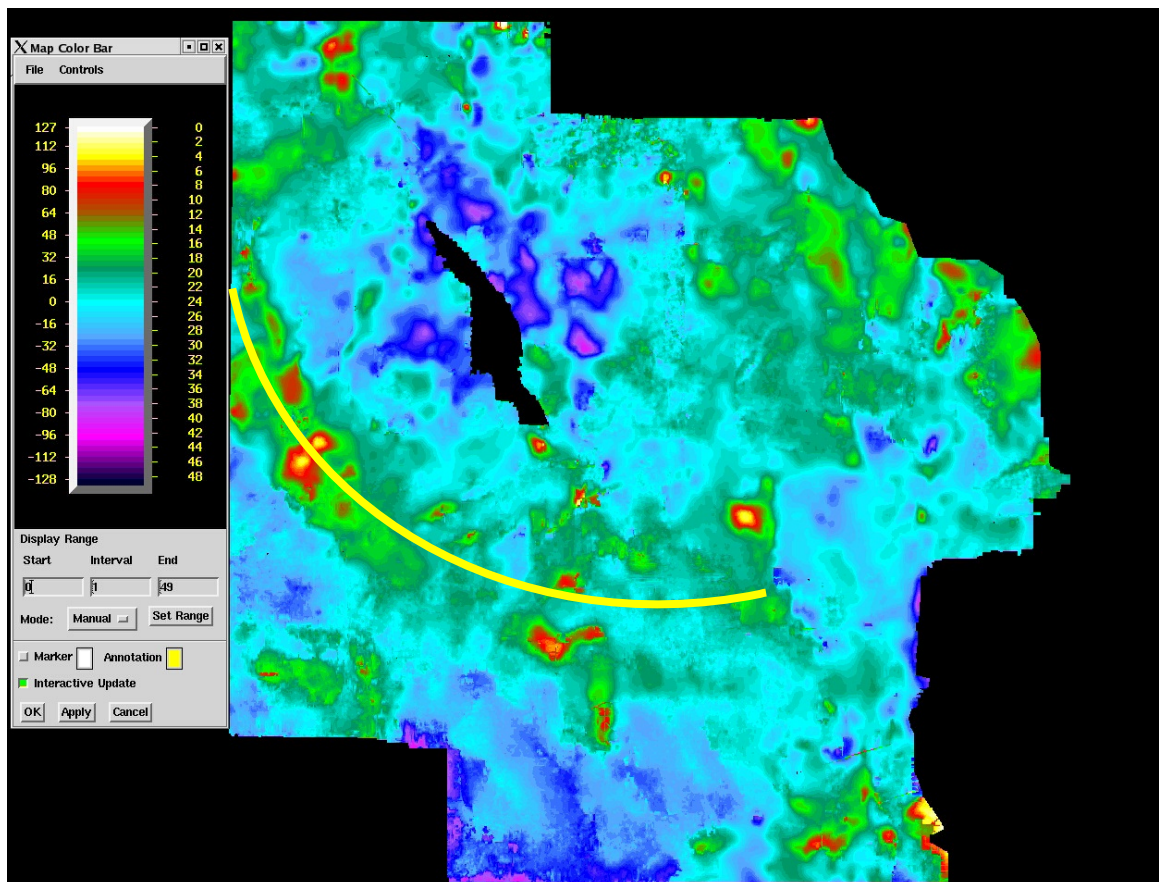 Map Color Bar
File Controls
127 0
112 2
96 4
80 6
64 8
48 10
32 12
16 14
0 16
-16 18
-32 20
-48 22
-64 24
-80 26
-96 28
-112 30
-128 32
34
36
38
40
42
44
46
48
Display Range
Start Interval End
0 1 49
Mode: Manual Set Range
Marker Annotation
Interactive Update
OK Apply Cancel